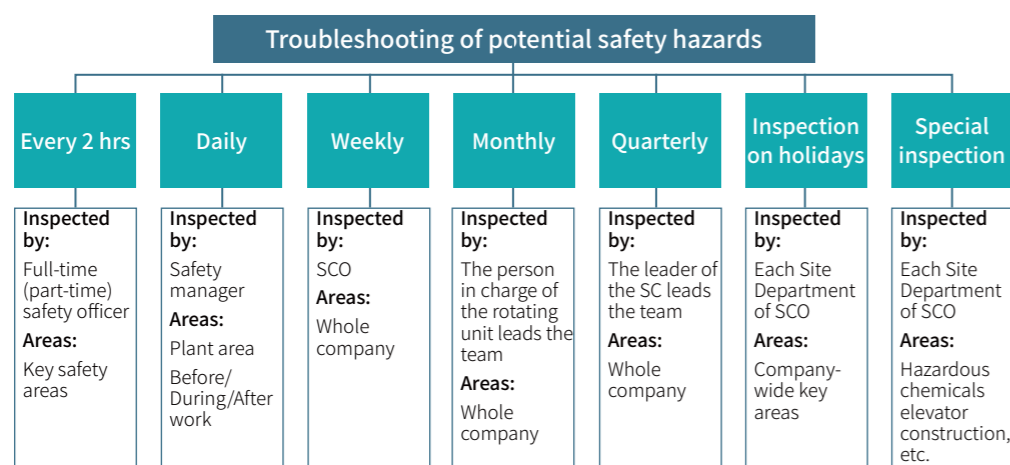 Troubleshooting of potential safety hazards
Every 2 hrs
Inspected
by:
Full-time
(part-time)
safety officer
Areas:
Key safety
areas
Daily
Inspected
by:
Safety
manager
Areas:
Plant area
Before/
During/After
work
Weekly
Inspected
by:
SCO
Areas:
Whole
company
Monthly
Inspected
by:
The person
in charge of
the rotating
unit leads the
team
Areas:
Whole
company
Quarterly
Inspected
by:
The leader of
the SC leads
the team
Areas:
Whole
company
Inspection
on holidays
Inspected
by:
Each Site
Department
of SCO
Areas:
Company-
wide key
areas
Special
inspection
Inspected
by:
Each Site
Department
of SCO
Areas:
Hazardous
chemicals
elevator
construction,
etc.